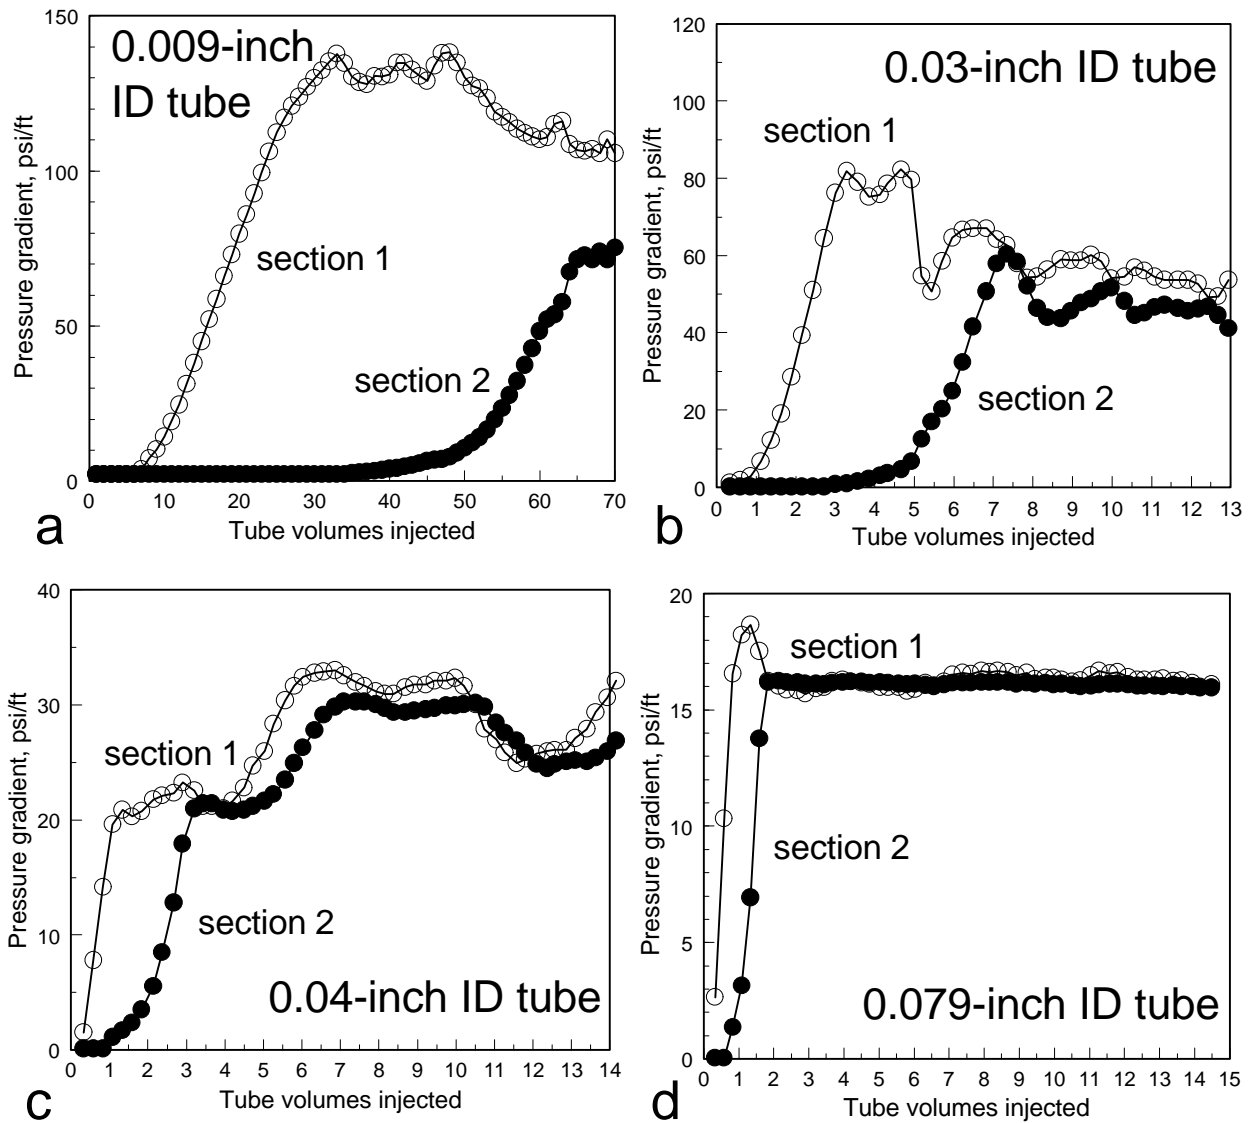 150
100
50
0
Pressure gradient, psi/ft
0.009-inch
ID tube
section 1
section 2
0 10 20 30 40 50 60 70
Tube volumes injected
a
120
100
80
60
40
20
0
Pressure gradient, psi/ft
0.03-inch ID tube
section 1
section 2
0 1 2 3 4 5 6 7 8 9 10 11 12 13
Tube volumes injected
b
40
30
20
10
0
Pressure gradient, psi/ft
section 1
section 2
0.04-inch ID tube
0 1 2 3 4 5 6 7 8 9 10 11 12 13 14
Tube volumes injected
c
20
15
10
5
0
Pressure gradient, psi/ft
section 1
section 2
0.079-inch ID tube
0 1 2 3 4 5 6 7 8 9 10 11 12 13 14 15
Tube volumes injected
d